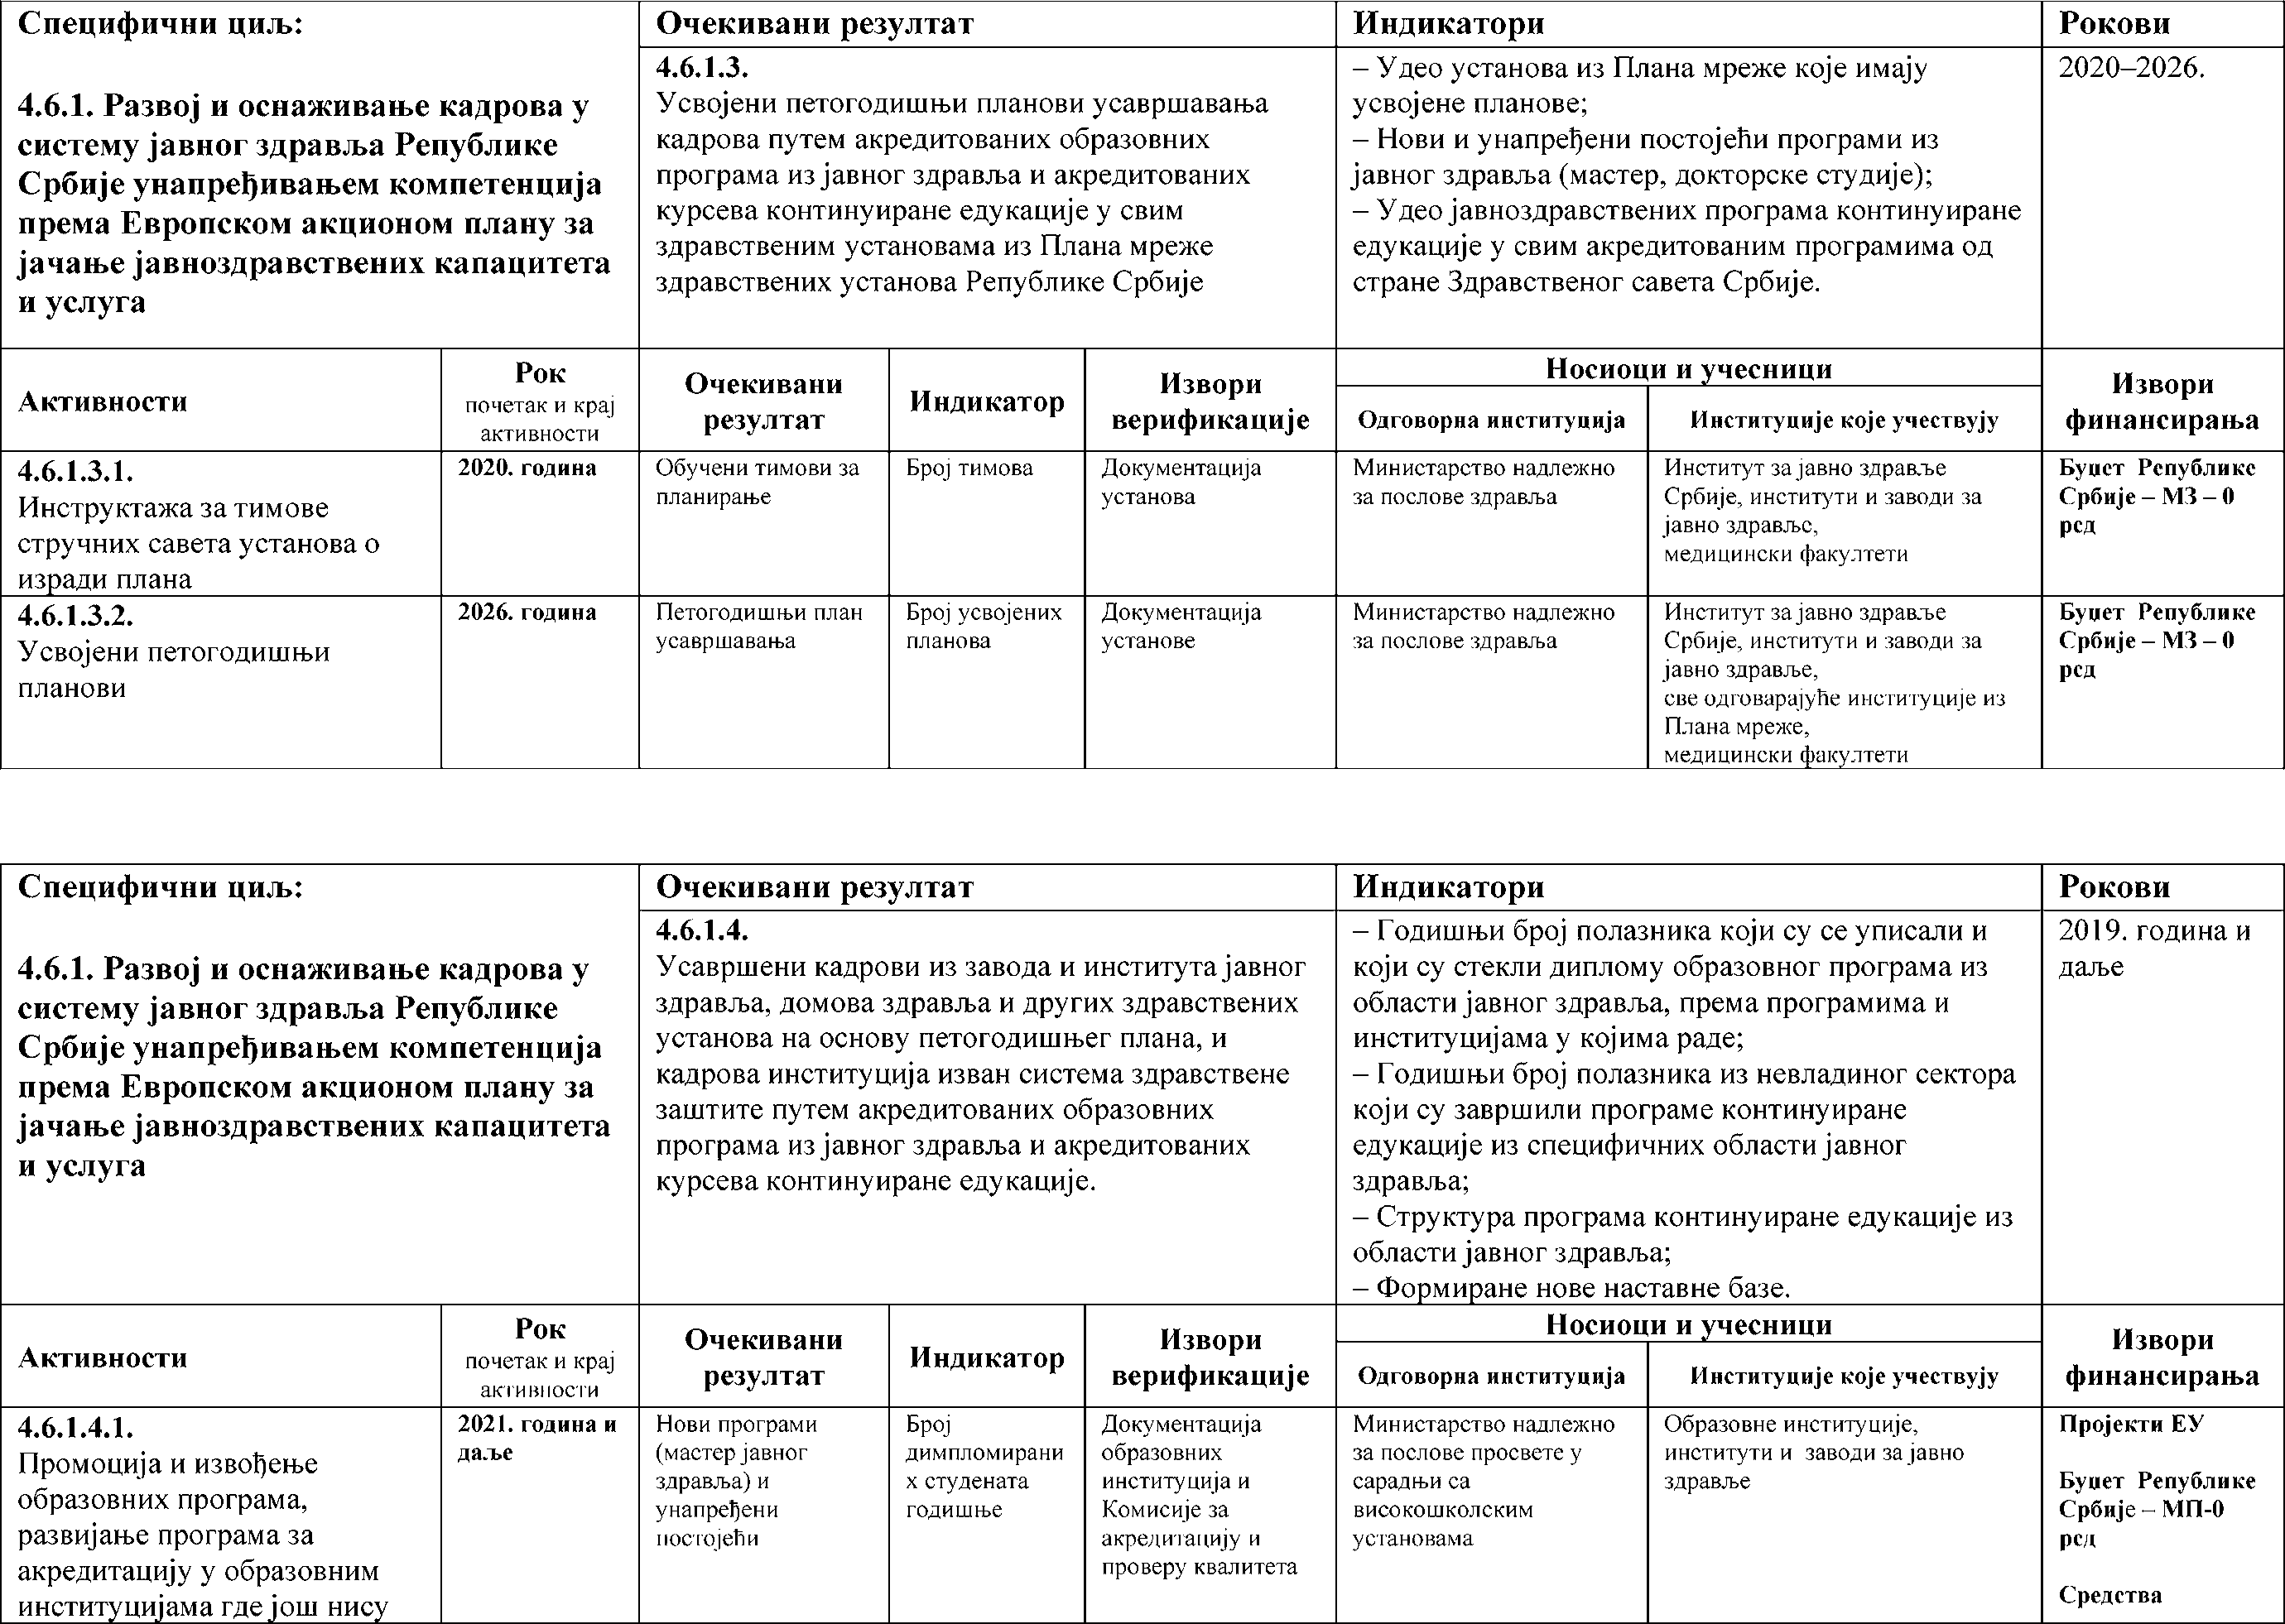 Специфични циљ:
4.6.1. Развој и оснаживање кадрова у
систему јавног здравља Републике
Србије унапређивањем компетенција
према Европском акционом плану за
јачање јавноздравствених капацитета
и услуга
Очекивани резултат
4.6.1.3.
Усвојени петогодишњи планови усавршавања
кадрова путем акредитованих образовних
програма из јавног здравља и акредитованих
курсева континуиране едукације у свим
здравственим установама из Плана мреже
здравствених установа Републике Србије
Индикатори
– Удео установа из Плана мреже које имају
усвојене планове;
– Нови и унапређени постојећи програми из
јавног здравља (мастер, докторске студије);
– Удео јавноздравствених програма континуиране
едукације у свим акредитованим програмима од
стране Здравственог савета Србије.
Рокови
2020–2026.
Активности
Рок
почетак и крај
активности
Очекивани
резултат
Индикатор
Извори
верификације
Носиоци и учесници
Одговорна институција
Институције које учествују
Извори
финансирања
4.6.1.3.1.
Инструктажа за тимове
стручних савета установа о
изради плана
2020. година
Обучени тимови за
планирање
Број тимова
Документација
установа
Министарство надлежно
за послове здравља
Институт за јавно здравље
Србије, институти и заводи за
јавно здравље,
медицински факултети
Буџет Републике
Србије – МЗ – 0
рсд
4.6.1.3.2.
Усвојени петогодишњи
планови
2026. година
Петогодишњи план
усавршавања
Број усвојених
планова
Документација
установе
Министарство надлежно
за послове здравља
Институт за јавно здравље
Србије, институти и заводи за
јавно здравље,
све одговарајуће институције из
Плана мреже,
медицински факултети
Буџет Републике
Србије – МЗ – 0
рсд
Специфични циљ:
4.6.1. Развој и оснаживање кадрова у
систему јавног здравља Републике
Србије унапређивањем компетенција
према Европском акционом плану за
јачање јавноздравствених капацитета
и услуга
Очекивани резултат
4.6.1.4.
Усавршени кадрови из завода и института јавног
здравља, домова здравља и других здравствених
установа на основу петогодишњег плана, и
кадрова институција изван система здравствене
заштите путем акредитованих образовних
програма из јавног здравља и акредитованих
курсева континуиране едукације.
Индикатори
– Годишњи број полазника који су се уписали и
који су стекли диплому образовног програма из
области јавног здравља, према програмима и
институцијама у којима раде;
– Годишњи број полазника из невладиног сектора
који су завршили програме континуиране
едукације из специфичних области јавног
здравља;
– Структура програма континуиране едукације из
области јавног здравља;
– Формиране нове наставне базе.
Рокови
2019. година и
даље
Активности
Рок
почетак и крај
активности
Очекивани
резултат
Индикатор
Извори
верификације
Носиоци и учесници
Одговорна институција
Институције које учествују
Извори
финансирања
4.6.1.4.1.
Промоција и извођење
образовних програма,
развијање програма за
акредитацију у образовним
институцијама где још нису
2021. година и
даље
Нови програми
(мастер јавног
здравља) и
унапређени
постојећи
Број
димпломирани
х студената
годишње
Документација
образовних
институција и
Комисије за
акредитацију и
проверу квалитета
Министарство надлежно
за послове просвете у
сарадњи са
високошколским
установама
Образовне институције,
институти и заводи за јавно
здравље
Пројекти ЕУ
Буџет Републике
Србије – МП-0
рсд
Средства